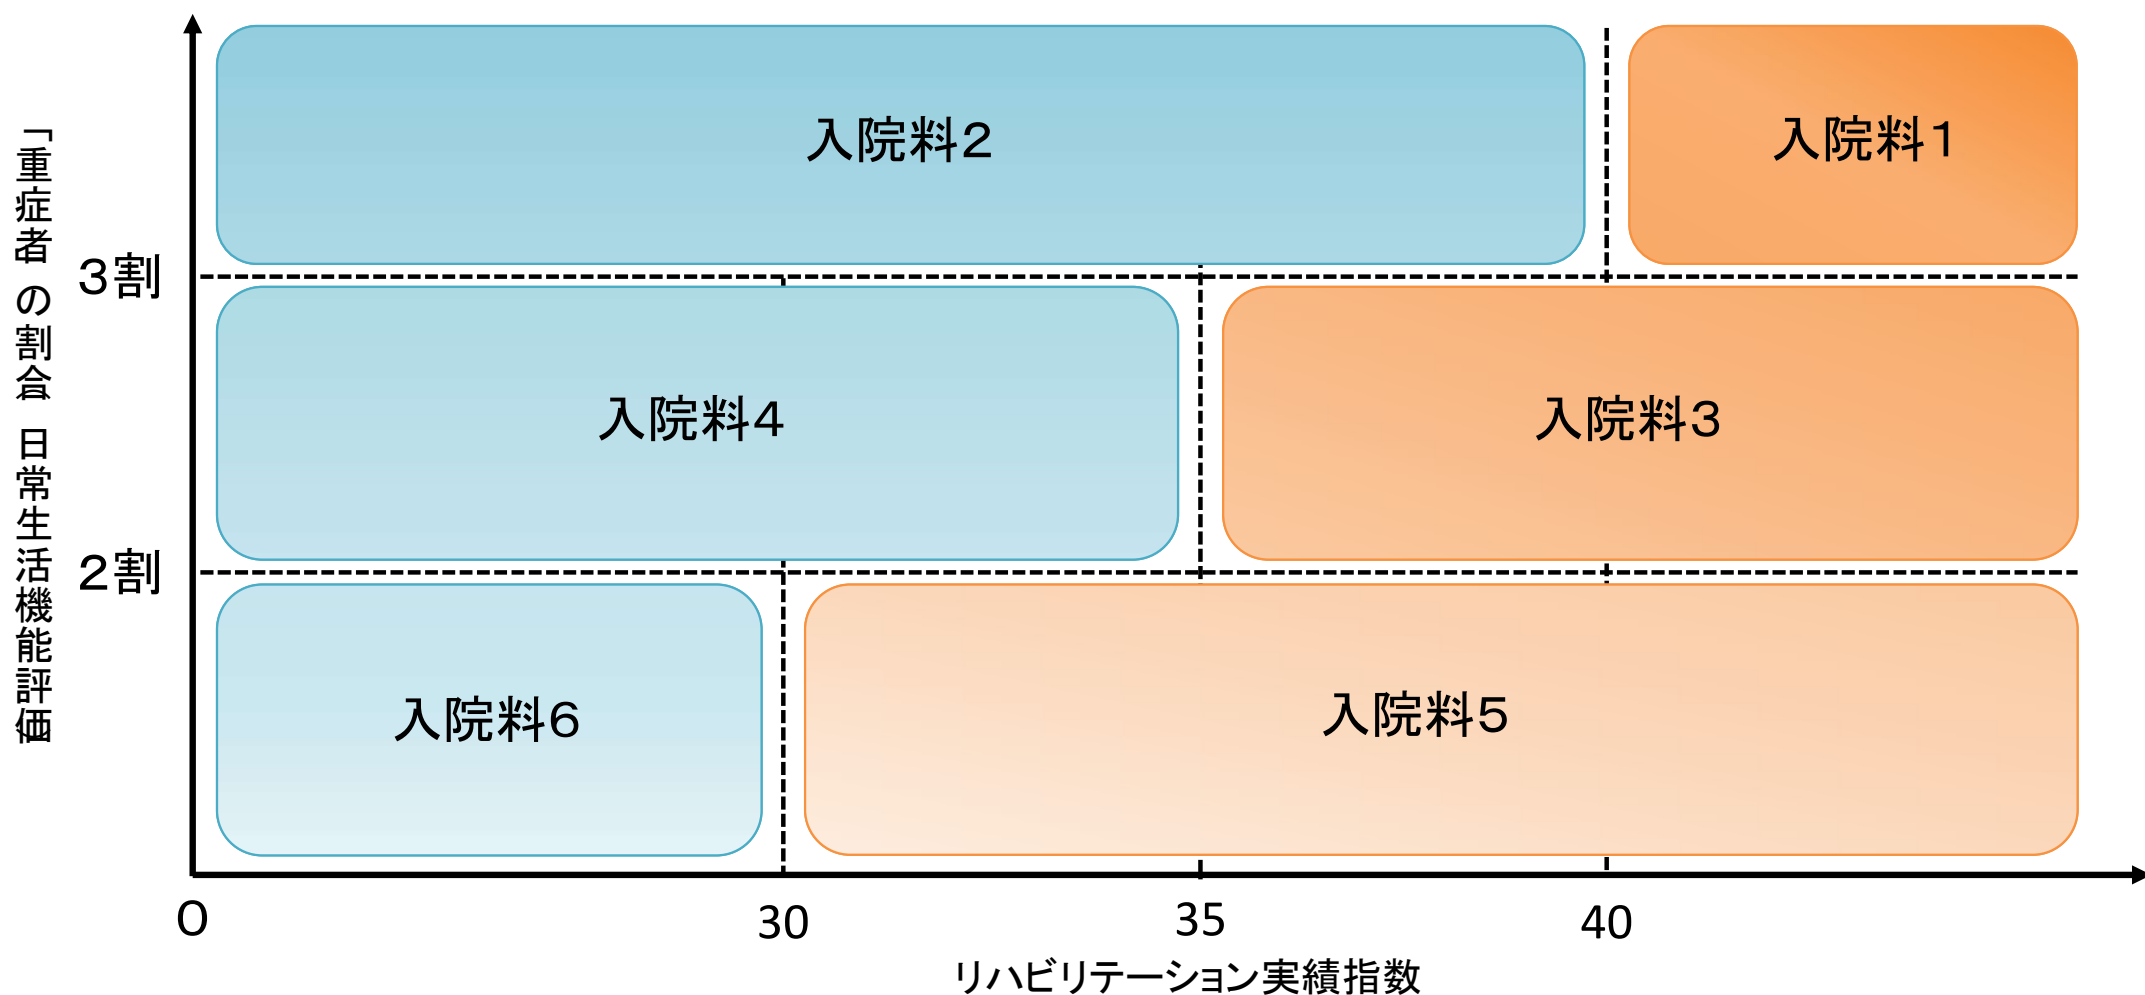 「重症者 の割合 日常生活機能評価
3割
2割
入院料2
入院料1
入院料4
入院料3
入院料6
入院料5
O
30
35
40
リハビリテーション実績指数